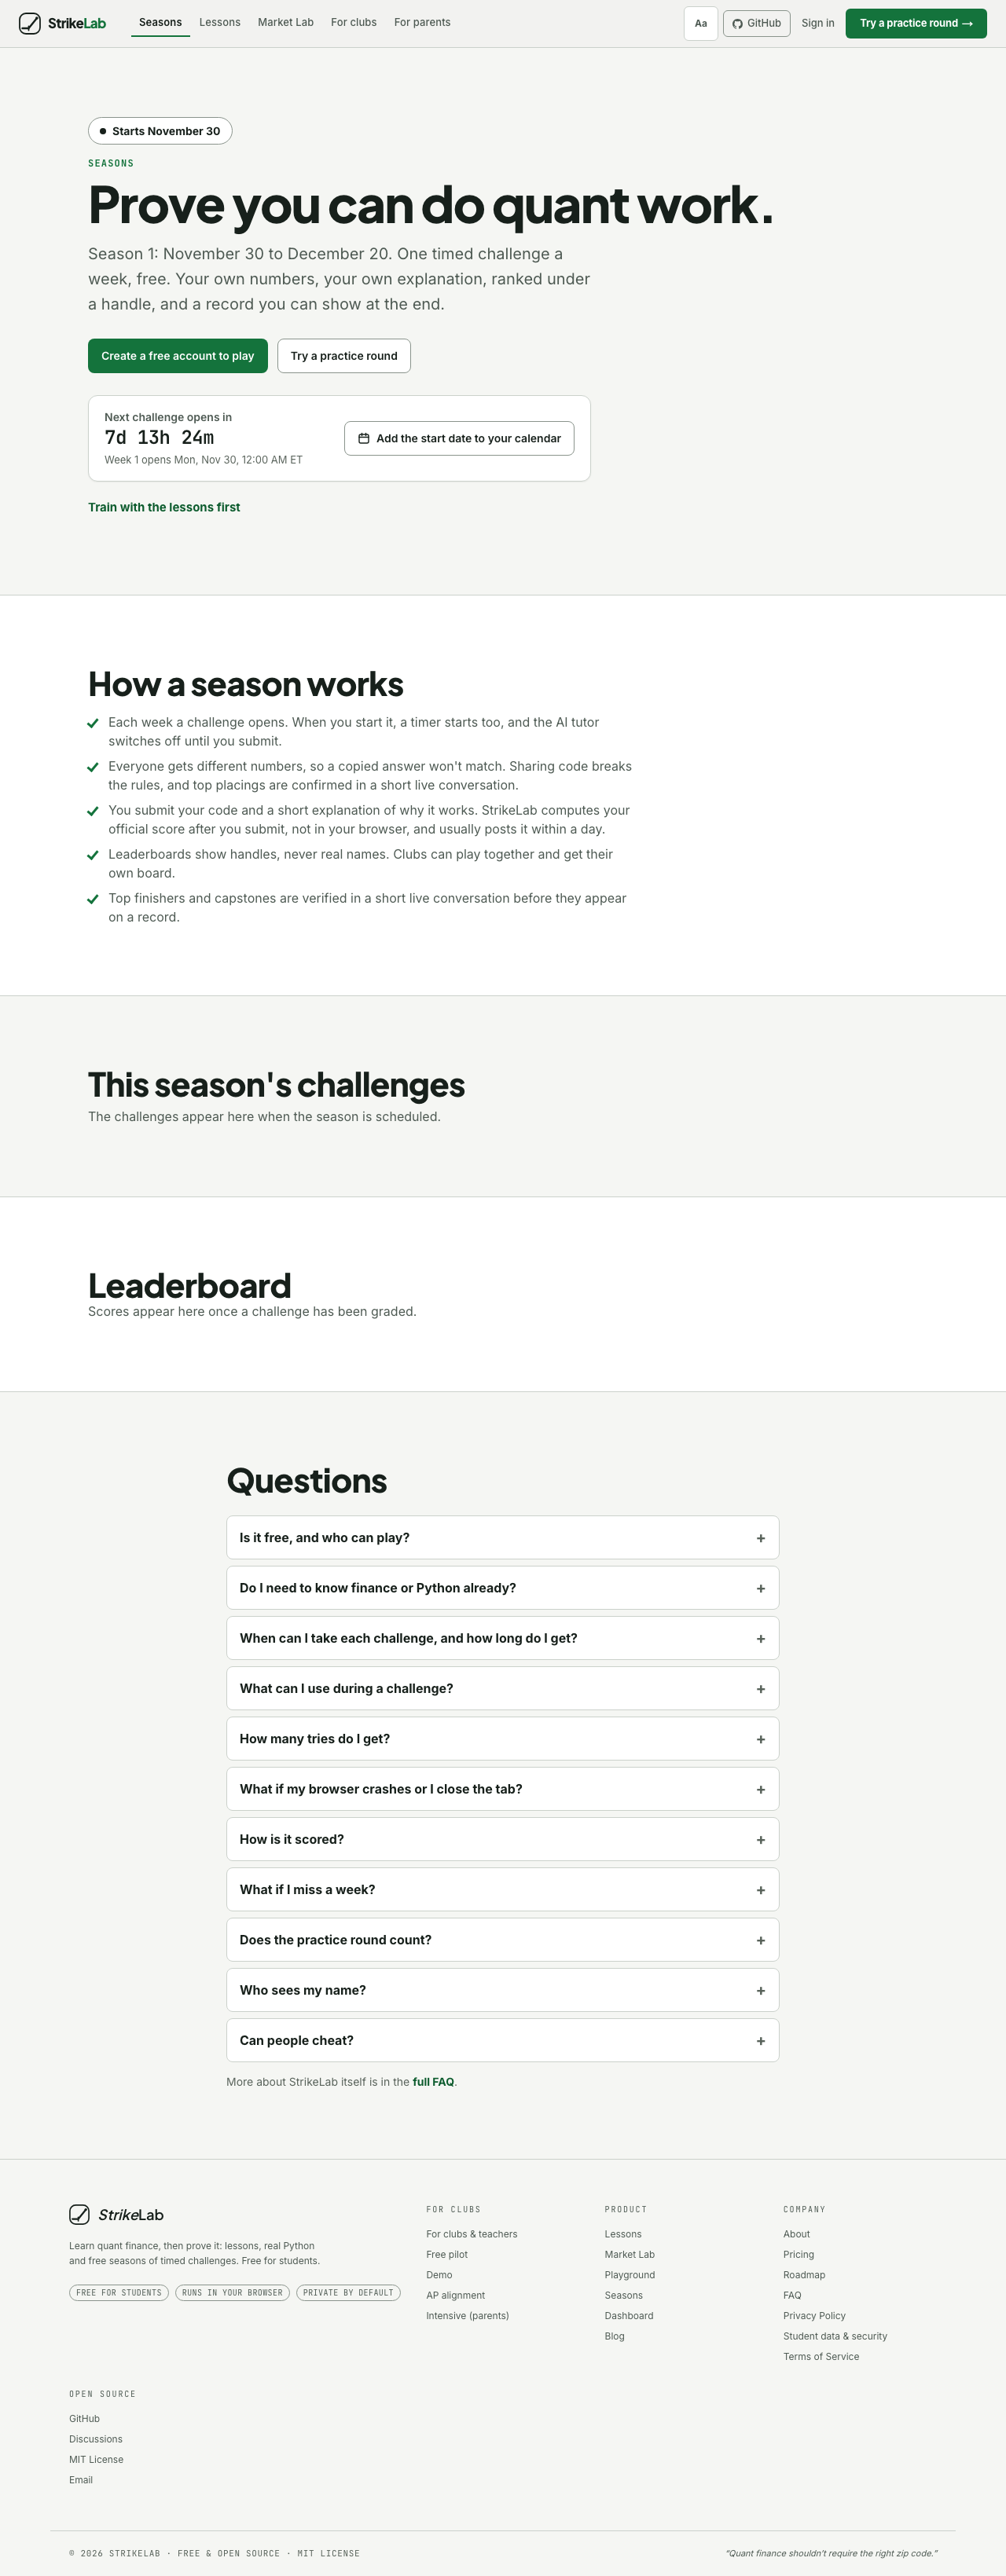 StrikeLab
Seasons
Lessons
Market Lab
For clubs
For parents
Aa
GitHub
Sign in
Try a practice round →
Starts November 30
SEASONS
Prove you can do quant work.
Season 1: November 30 to December 20. One timed challenge a
week, free. Your own numbers, your own explanation, ranked under
a handle, and a record you can show at the end.
Create a free account to play
Try a practice round
Next challenge opens in
7d 13h 24m
Week 1 opens Mon, Nov 30, 12:00 AM ET
Add the start date to your calendar
Train with the lessons first
How a season works
Each week a challenge opens. When you start it, a timer starts too, and the AI tutor
switches off until you submit.
Everyone gets different numbers, so a copied answer won't match. Sharing code breaks
the rules, and top placings are confirmed in a short live conversation.
You submit your code and a short explanation of why it works. StrikeLab computes your
official score after you submit, not in your browser, and usually posts it within a day.
Leaderboards show handles, never real names. Clubs can play together and get their
own board.
Top finishers and capstones are verified in a short live conversation before they appear
on a record.
This season's challenges
The challenges appear here when the season is scheduled.
Leaderboard
Scores appear here once a challenge has been graded.
Questions
Is it free, and who can play? +
Do I need to know finance or Python already? +
When can I take each challenge, and how long do I get? +
What can I use during a challenge? +
How many tries do I get? +
What if my browser crashes or I close the tab? +
How is it scored? +
What if I miss a week? +
Does the practice round count? +
Who sees my name? +
Can people cheat? +
More about StrikeLab itself is in the full FAQ.
StrikeLab
Learn quant finance, then prove it: lessons, real Python
and free seasons of timed challenges. Free for students.
FREE FOR STUDENTS
RUNS IN YOUR BROWSER
PRIVATE BY DEFAULT
FOR CLUBS
For clubs & teachers
Free pilot
Demo
AP alignment
Intensive (parents)
PRODUCT
Lessons
Market Lab
Playground
Seasons
Dashboard
Blog
COMPANY
About
Pricing
Roadmap
FAQ
Privacy Policy
Student data & security
Terms of Service
OPEN SOURCE
GitHub
Discussions
MIT License
Email
© 2026 STRIKELAB · FREE & OPEN SOURCE · MIT LICENSE
"Quant finance shouldn't require the right zip code."